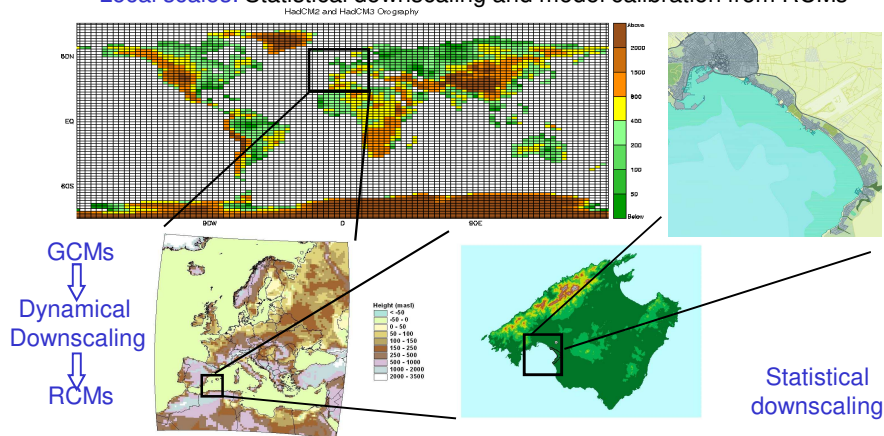 Local scales: Statistical downscaling and model calibration from RCMs
HadCM2 and HadCM3 Orography
60N
EQ
60S
90W
0
90E
Above
2000
1500
800
400
200
100
50
Below
GCMs
Dynamical
Downscaling
RCMs
Height (masl)
< -50
-50 - 0
0 - 50
50 - 100
100 - 150
150 - 250
250 - 500
500 - 1000
1000 - 2000
2000 - 3500
Statistical
downscaling